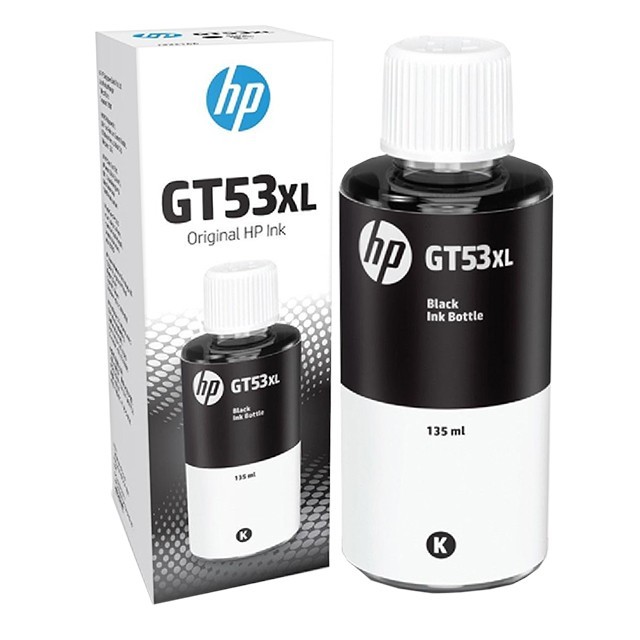 hp
GT53XL
Original HP Ink
hp
GT53XL
Black
Ink Bottle
135 ml
K
hp
GT53XL
Black
Ink Bottle
135 ml
K